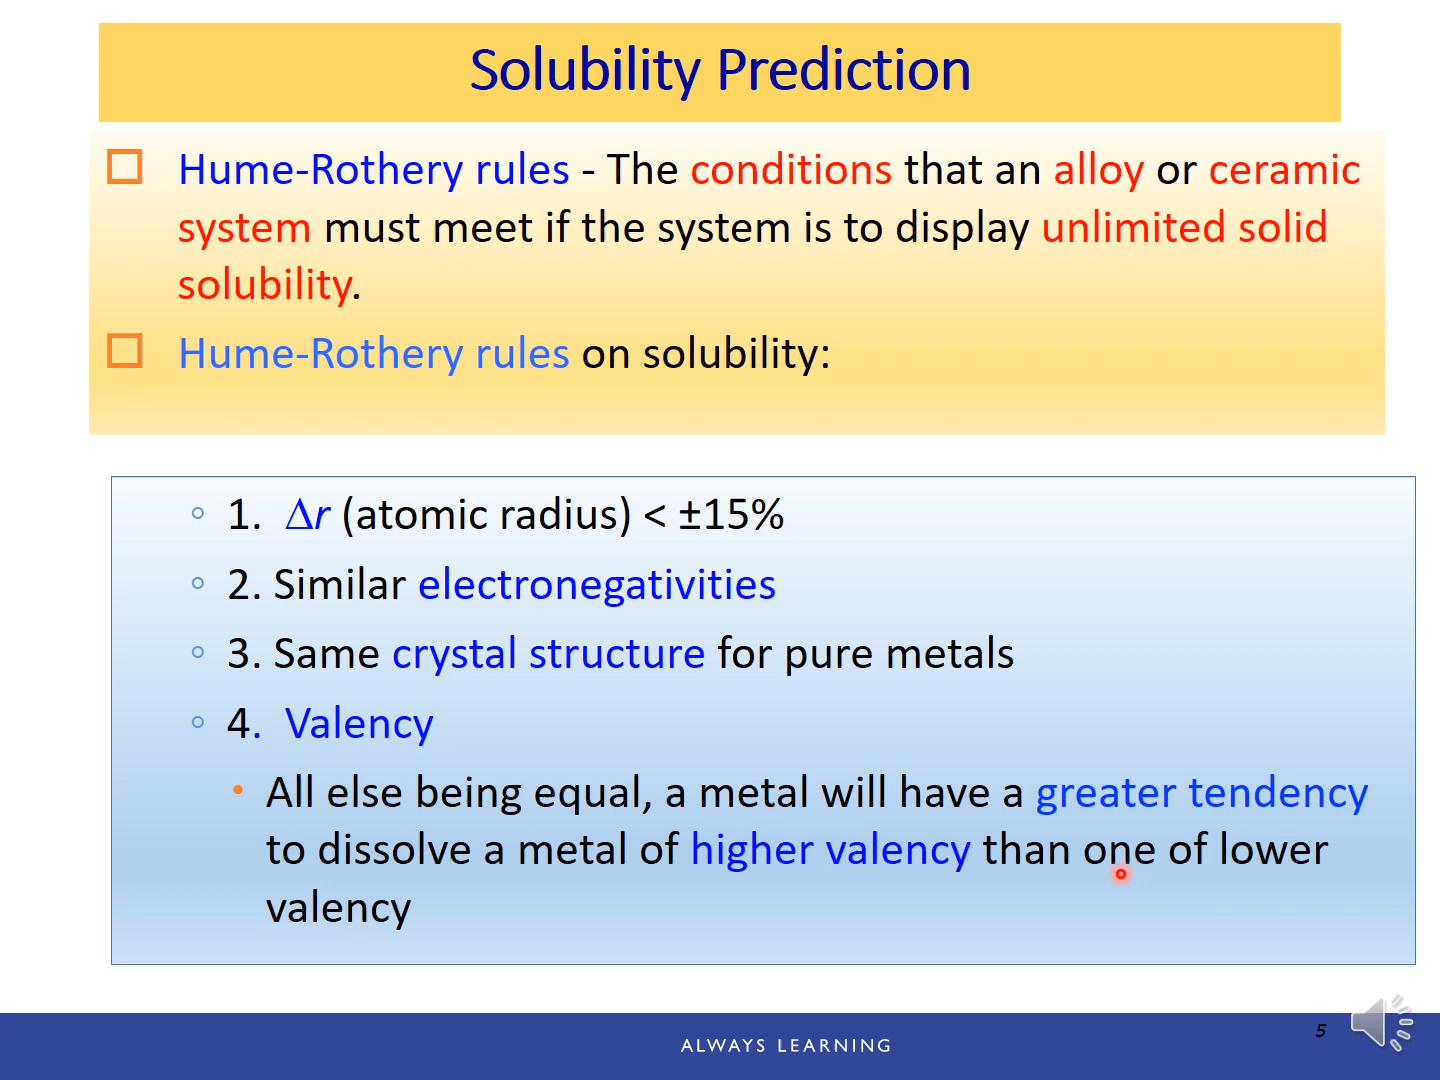 Solubility Prediction
Hume-Rothery rules - The conditions that an alloy or ceramic
system must meet if the system is to display unlimited solid
solubility.
Hume-Rothery rules on solubility:
1. Δr (atomic radius) < ±15%
2. Similar electronegativities
3. Same crystal structure for pure metals
4. Valency
All else being equal, a metal will have a greater tendency
to dissolve a metal of higher valency than one of lower
valency
5
ALWAYS LEARNING